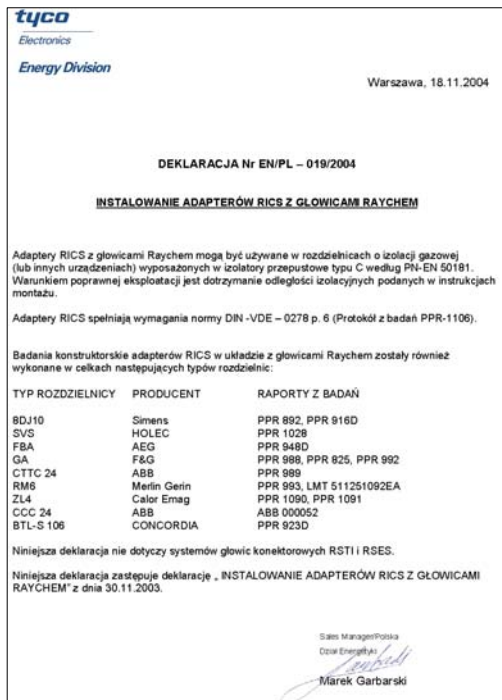 tyco
Electronics
Energy Division
Warszawa, 18.11.2004
DEKLARACJA Nr EN/PL – 019/2004
INSTALOWANIE ADAPTERÓW RICS Z GŁOWICAMI RAYCHEM
Adaptery RICS z głowicami Raychem mogą być używane w rozdzielnicach o izolacji gazowej
(lub innych urządzeniach) wyposażonych w izolatory przepustowe typu C według PN-EN 50181.
Warunkiem poprawnej eksploatacji jest dotrzymanie odległości izolacyjnych podanych w instrukcjach
montażu.
Adaptery RICS spełniają wymagania normy DIN -VDE – 0278 p. 6 (Protokół z badań PPR-1106).
Badania konstruktorskie adapterów RICS w układzie z głowicami Raychem zostały również
wykonane w celkach następujących typów rozdzielnic:
TYP ROZDZIELNICY PRODUCENT RAPORTY Z BADAŃ
8DJ10 Simens PPR 892, PPR 916D
SVS HOLEC PPR 1028
FBA AEG PPR 948D
GA F&G PPR 988, PPR 825, PPR 992
CTTC 24 ABB PPR 989
RM6 Merlin Gerin PPR 993, LMT 511251092EA
ZL4 Calor Emag PPR 1090, PPR 1091
CCC 24 ABB ABB 000052
BTL-S 106 CONCORDIA PPR 923D
Niniejsza deklaracja nie dotyczy systemów głowic konektorowych RSTI i RSES.
Niniejsza deklaracja zastępuje deklarację „ INSTALOWANIE ADAPTERÓW RICS Z GŁOWICAMI
RAYCHEM” z dnia 30.11.2003.
Sales Manager/Polska
Dział Energetyki
Marek Garbarski